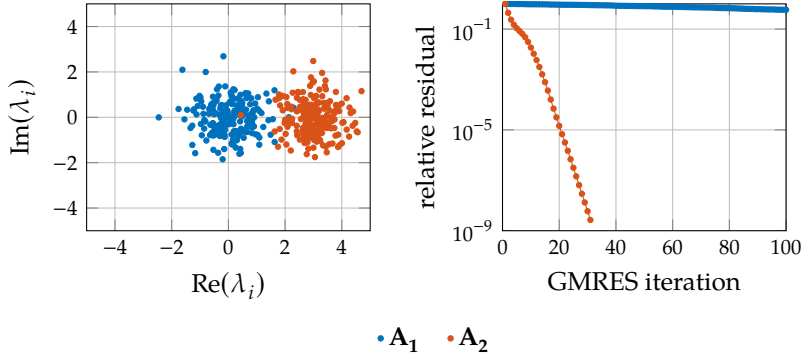 4
2
0
−2
−4
Im(λᵢ)
−4 −2 0 2 4
Re(λᵢ)
10⁻¹
10⁻⁵
10⁻⁹
relative residual
0 20 40 60 80 100
GMRES iteration
A₁ A₂